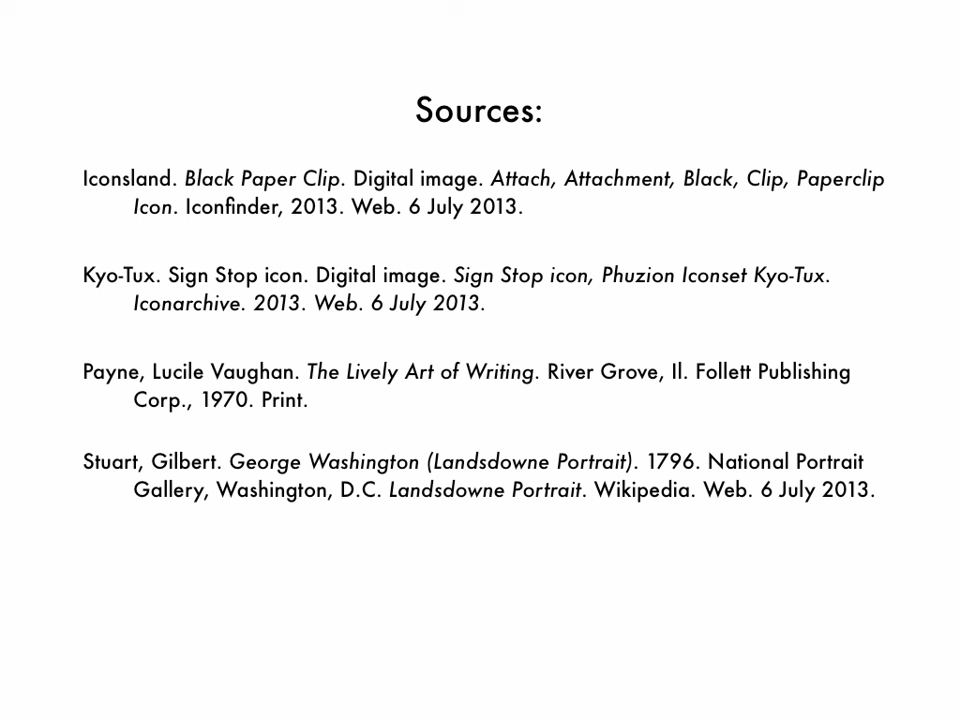 Sources:
Iconsland. Black Paper Clip. Digital image. Attach, Attachment, Black, Clip, Paperclip
Icon. Iconfinder, 2013. Web. 6 July 2013.
Kyo-Tux. Sign Stop icon. Digital image. Sign Stop icon, Phuzion Iconset Kyo-Tux.
Iconarchive. 2013. Web. 6 July 2013.
Payne, Lucile Vaughan. The Lively Art of Writing. River Grove, Il. Follett Publishing
Corp., 1970. Print.
Stuart, Gilbert. George Washington (Landsdowne Portrait). 1796. National Portrait
Gallery, Washington, D.C. Landsdowne Portrait. Wikipedia. Web. 6 July 2013.